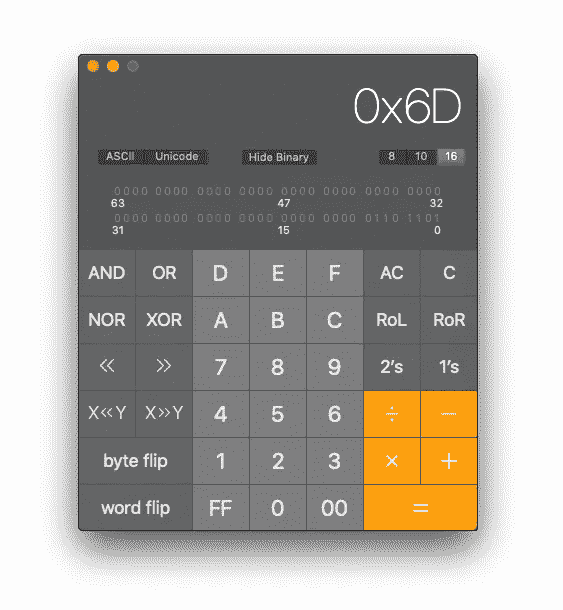 0x6D
ASCII Unicode Hide Binary 8 10 16
0000 0000 0000 0000 0000 0000 0000 0000
63 47 32
0000 0000 0000 0000 0000 0000 0110 1101
31 15 0
AND OR D E F AC C
NOR XOR A B C RoL RoR
<< >> 7 8 9 2's 1's
X<<Y X>>Y 4 5 6 ÷ −
byte flip 1 2 3 × +
word flip FF 0 00 =